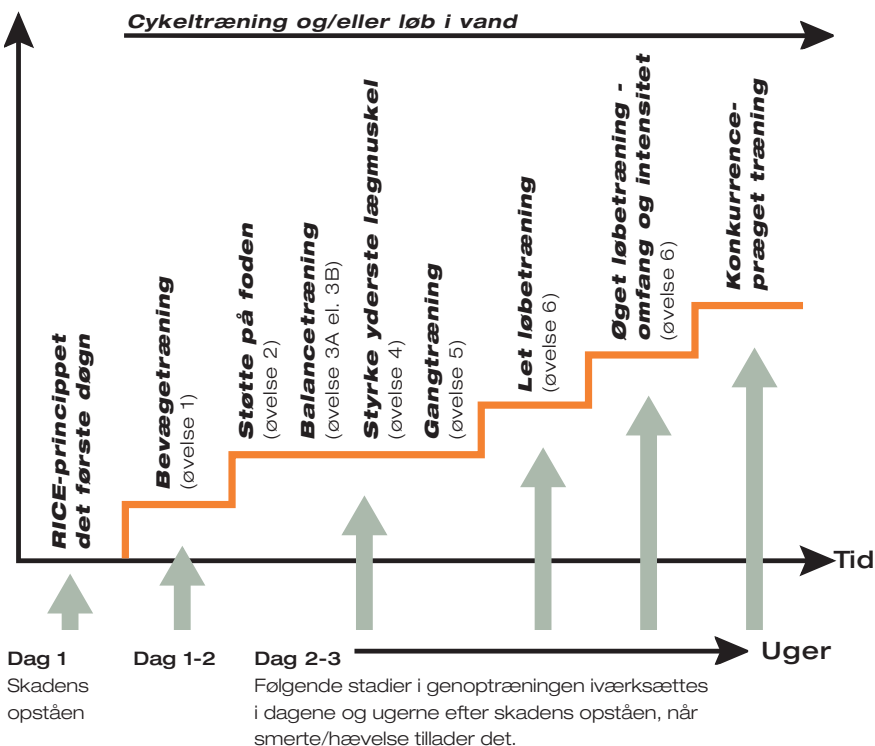 Cykeltræning og/eller løb i vand
RICE-princippet
det første døgn
Bevægetræning
(øvelse 1)
Støtte på foden
(øvelse 2)
Balancetræning
(øvelse 3A el. 3B)
Styrke yderste lægmuskel
(øvelse 4)
Gangtræning
(øvelse 5)
Let løbetræning
(øvelse 6)
Øget løbetræning -
omfang og intensitet
(øvelse 6)
Konkurrence-
præget træning
Tid
Dag 1
Skadens
opståen
Dag 1-2
Dag 2-3
Uger
Følgende stadier i genoptræningen iværksættes
i dagene og ugerne efter skadens opståen, når
smerte/hævelse tillader det.